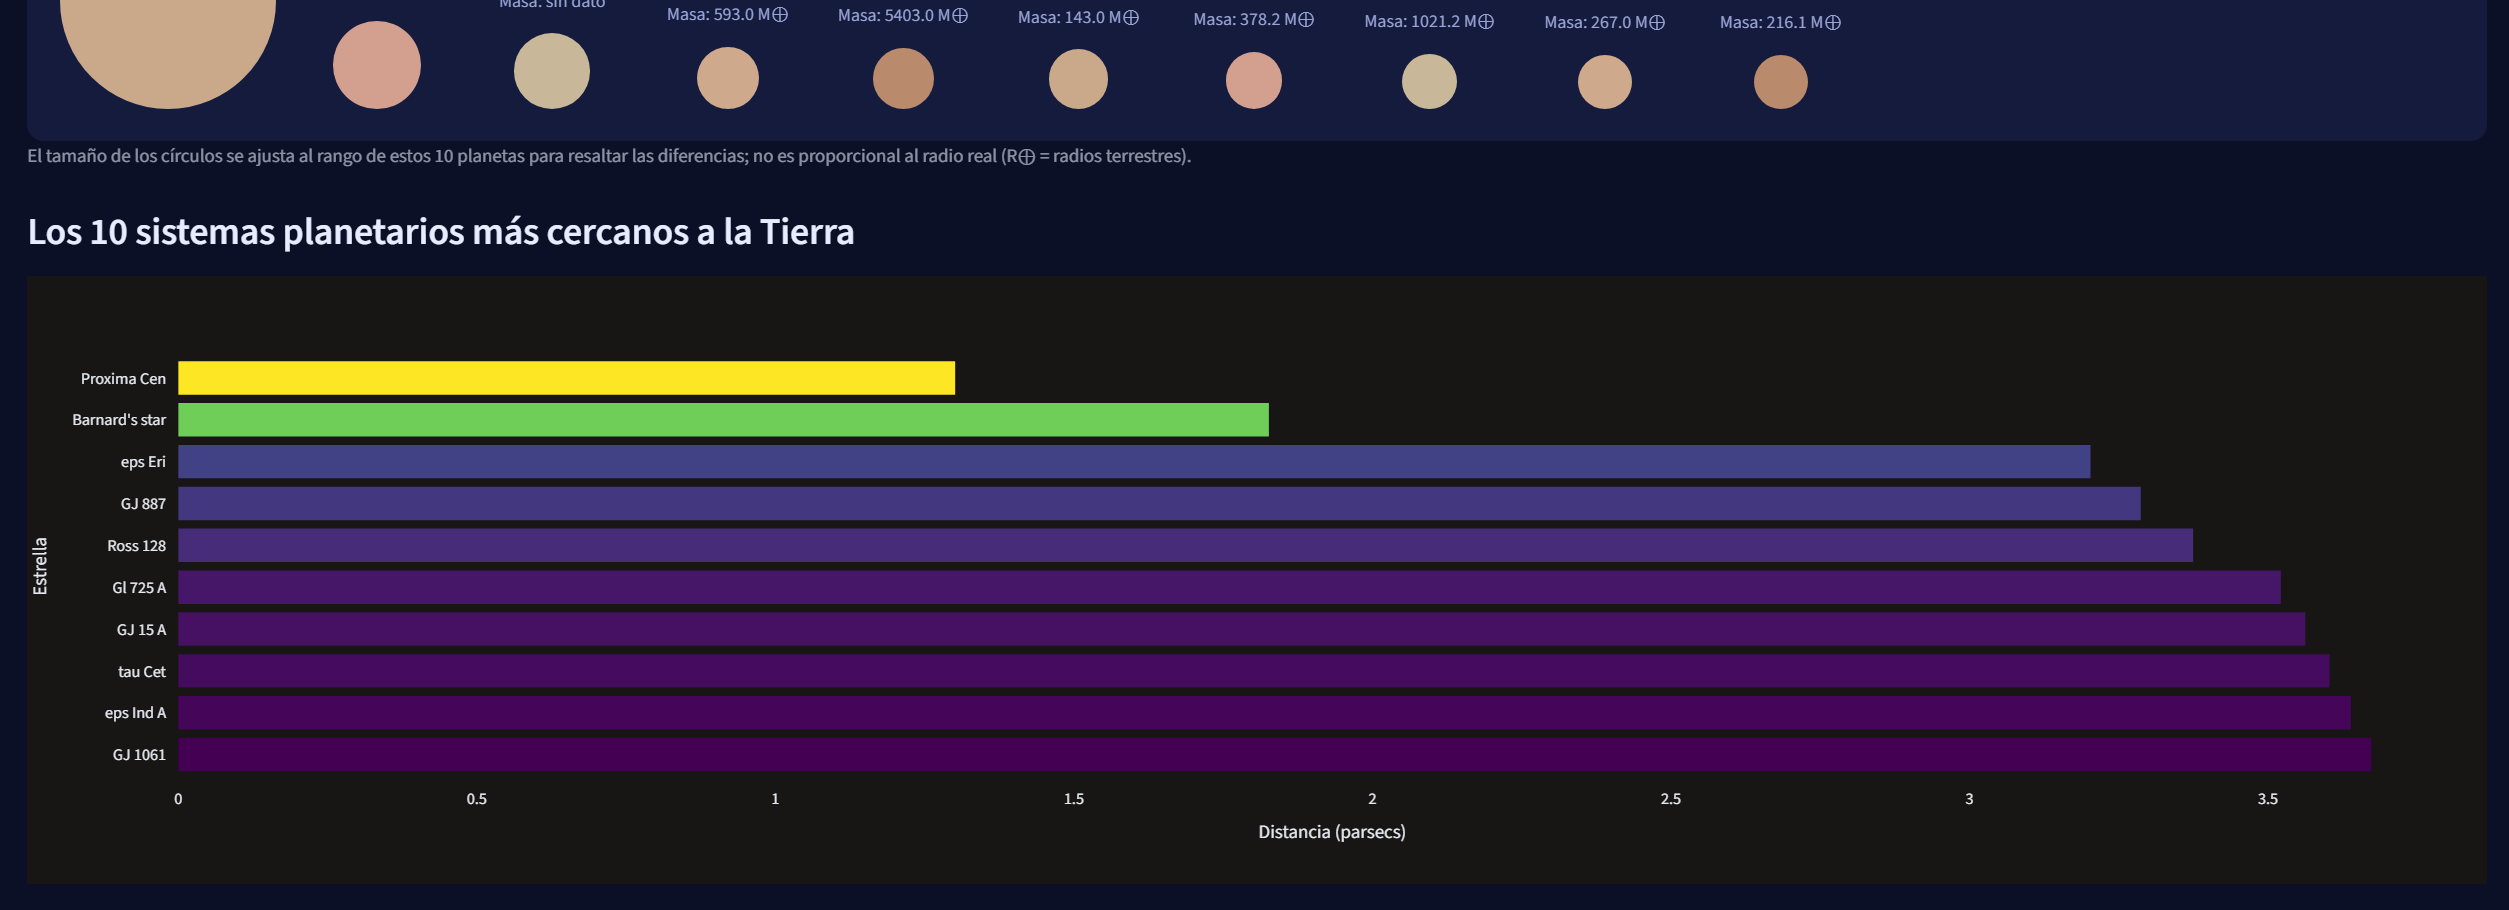 Masa: sin dato
Masa: 593.0 M⊕
Masa: 5403.0 M⊕
Masa: 143.0 M⊕
Masa: 378.2 M⊕
Masa: 1021.2 M⊕
Masa: 267.0 M⊕
Masa: 216.1 M⊕
El tamaño de los círculos se ajusta al rango de estos 10 planetas para resaltar las diferencias; no es proporcional al radio real (R⊕ = radios terrestres).
Los 10 sistemas planetarios más cercanos a la Tierra
Estrella
Proxima Cen
Barnard's star
eps Eri
GJ 887
Ross 128
Gl 725 A
GJ 15 A
tau Cet
eps Ind A
GJ 1061
0 0.5 1 1.5 2 2.5 3 3.5
Distancia (parsecs)